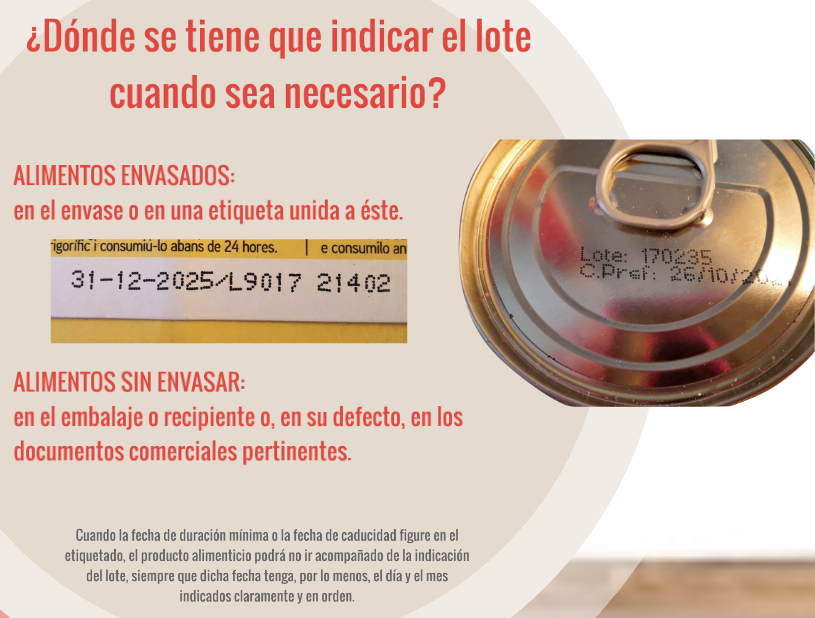 ¿Dónde se tiene que indicar el lote
cuando sea necesario?
ALIMENTOS ENVASADOS:
en el envase o en una etiqueta unida a éste.
consumiu-lo abans de 24 hores.
e consumilo
31-12-2025/L9017 21402
Lote: 170235
C.Pref: 26/10/
ALIMENTOS SIN ENVASAR:
en el embalaje o recipiente o, en su defecto, en los
documentos comerciales pertinentes.
Cuando la fecha de duración mínima o la fecha de caducidad figure en el
etiquetado, el producto alimenticio podrá no ir acompañado de la indicación
del lote, siempre que dicha fecha tenga, por lo menos, el día y el mes
indicados claramente y en orden.